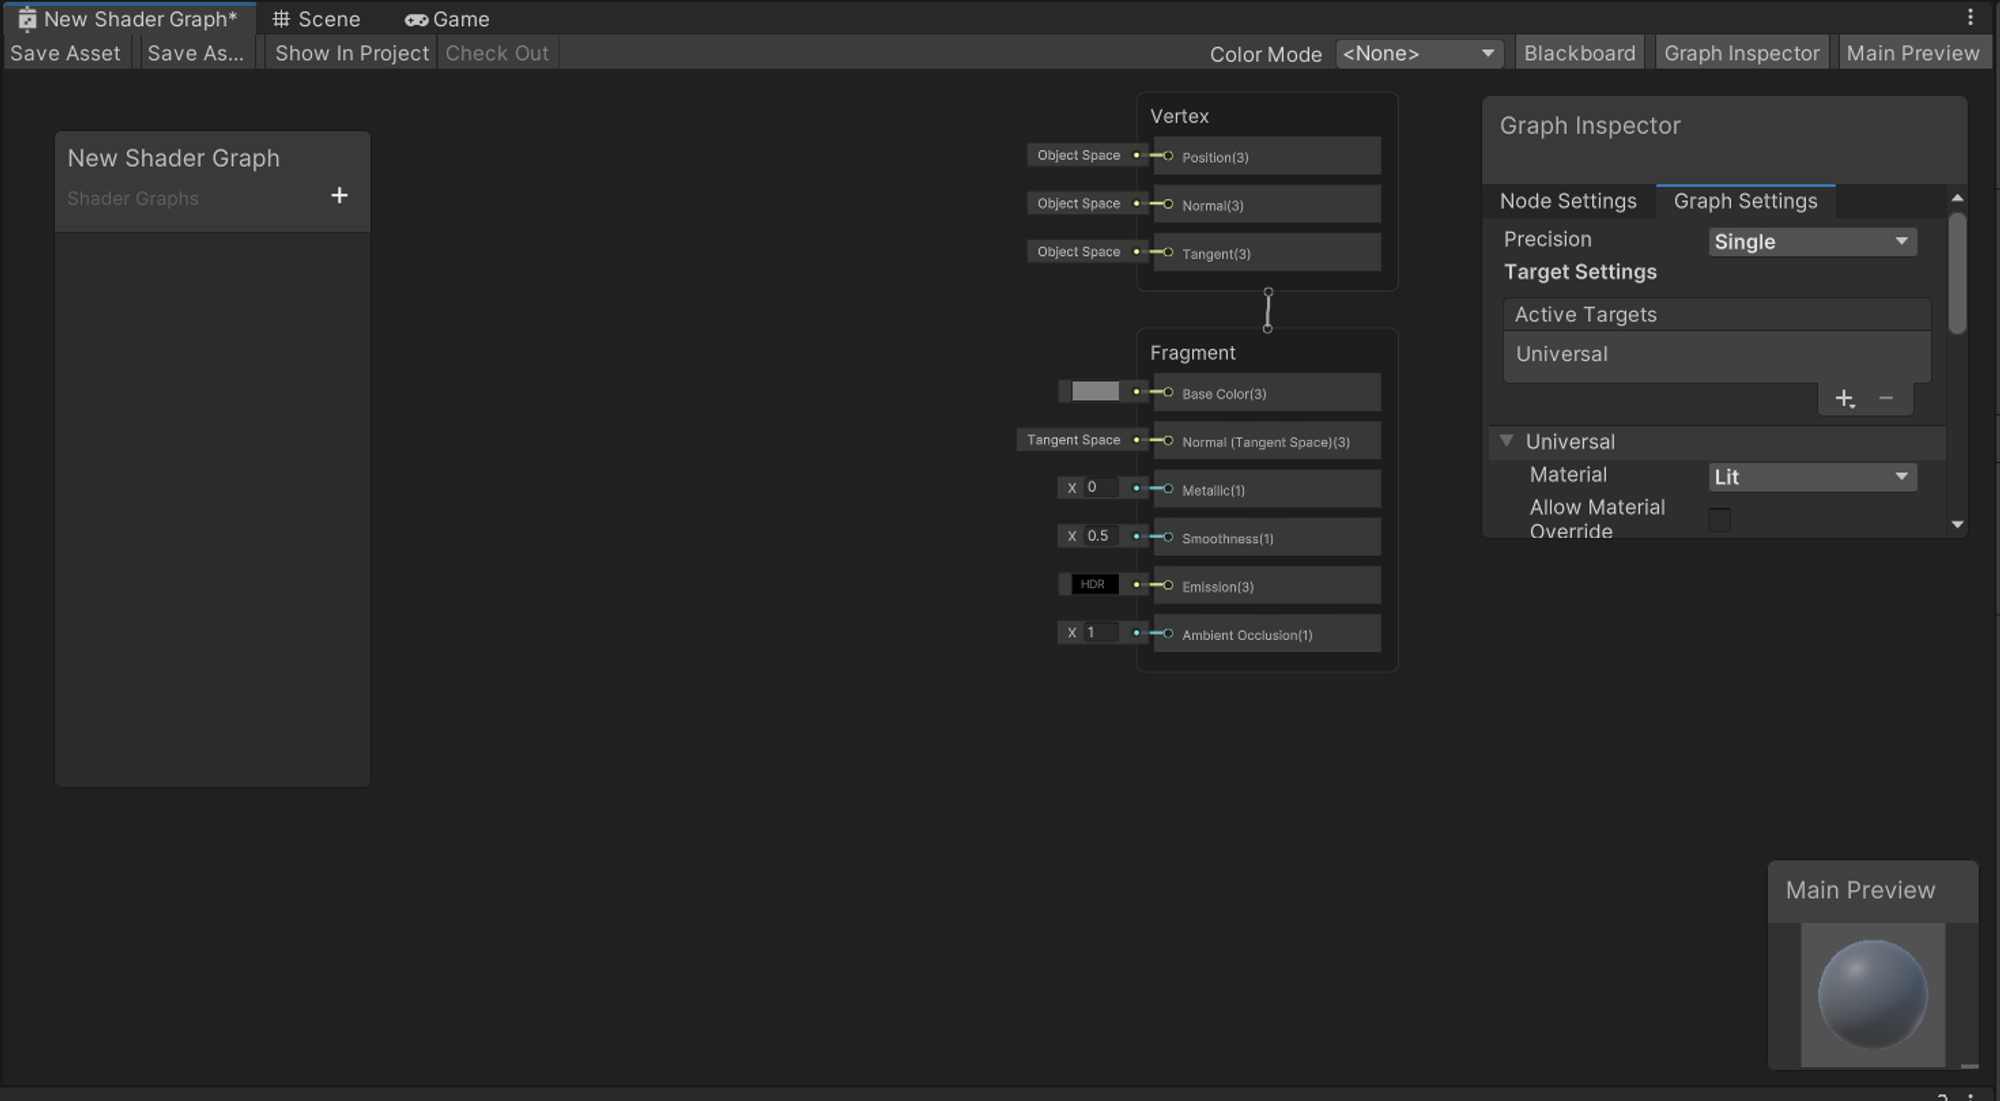 New Shader Graph* Scene Game
Save Asset Save As... Show In Project Check Out Color Mode <None> Blackboard Graph Inspector Main Preview
New Shader Graph
Shader Graphs +
Vertex
Object Space Position(3)
Object Space Normal(3)
Object Space Tangent(3)
Fragment
Base Color(3)
Tangent Space Normal (Tangent Space)(3)
X 0 Metallic(1)
X 0.5 Smoothness(1)
HDR Emission(3)
X 1 Ambient Occlusion(1)
Graph Inspector
Node Settings Graph Settings
Precision Single
Target Settings
Active Targets
Universal
Universal
Material Lit
Allow Material
Override
Main Preview